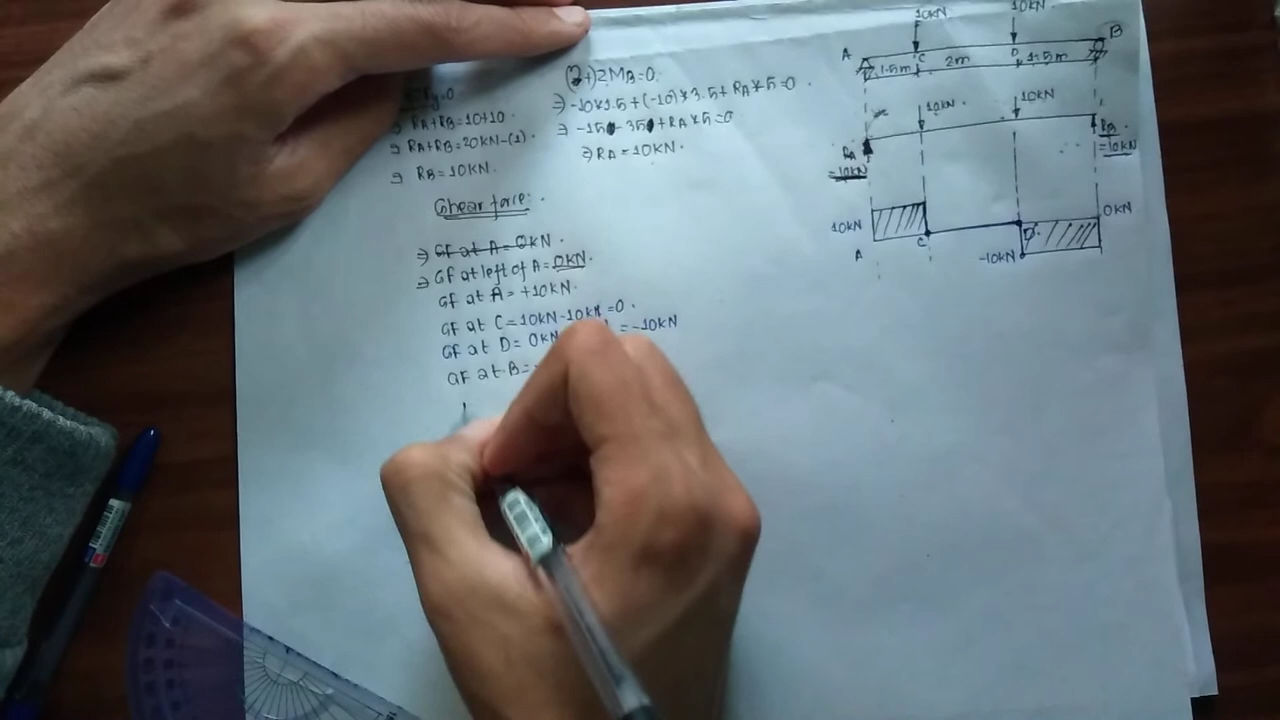 y=0
⇒ RA+RB=10+10.
⇒ RA+RB=20KN-(1).
⇒ RB=10KN.
(2+)ΣMB=0.
⇒ -10*1.5+(-10)*3.5+RA*5=0
⇒ -15-35+RA*5=0
⇒ RA=10KN.
Shear force:
⇒ SF at A= 0KN.
⇒ SF at left of A=0KN.
SF at A= +10KN.
SF at C=10KN-10KN=0.
SF at D= 0KN =-10KN
SF at B=-
10KN
10KN.
A
C
D
B
1.5m
2m
1.5m
10KN.
10KN
RA
=10KN
RB
=10KN
10KN
0KN
A
C
D
-10KN